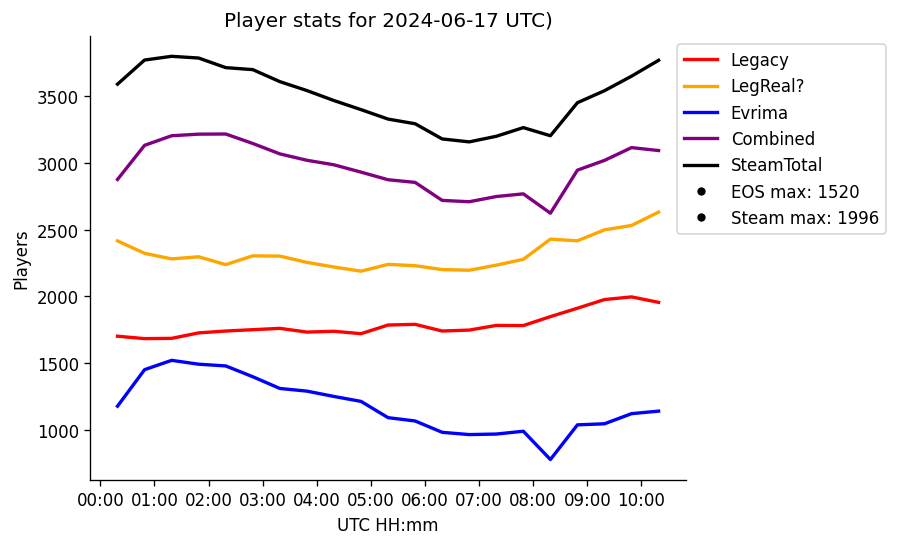 Player stats for 2024-06-17 UTC)
Legacy
LegReal?
Evrima
Combined
SteamTotal
EOS max: 1520
Steam max: 1996
Players
3500
3000
2500
2000
1500
1000
00:00 01:00 02:00 03:00 04:00 05:00 06:00 07:00 08:00 09:00 10:00
UTC HH:mm